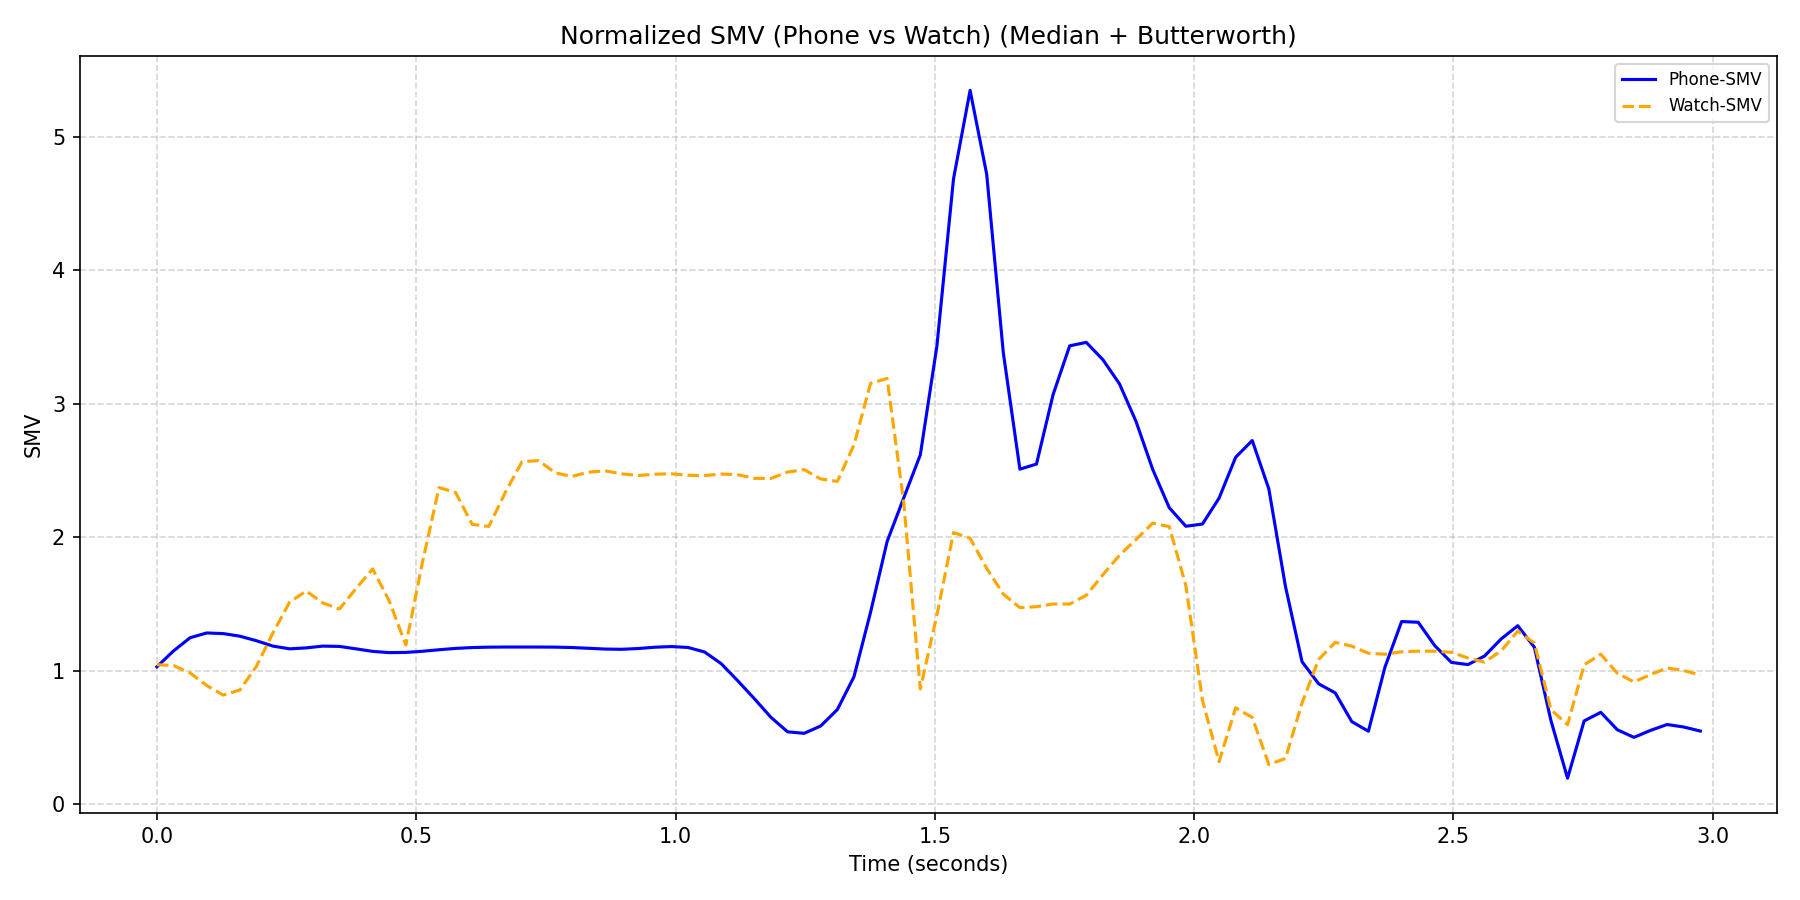 Normalized SMV (Phone vs Watch) (Median + Butterworth)
Phone-SMV
Watch-SMV
5
4
3
2
1
0
SMV
0.0 0.5 1.0 1.5 2.0 2.5 3.0
Time (seconds)